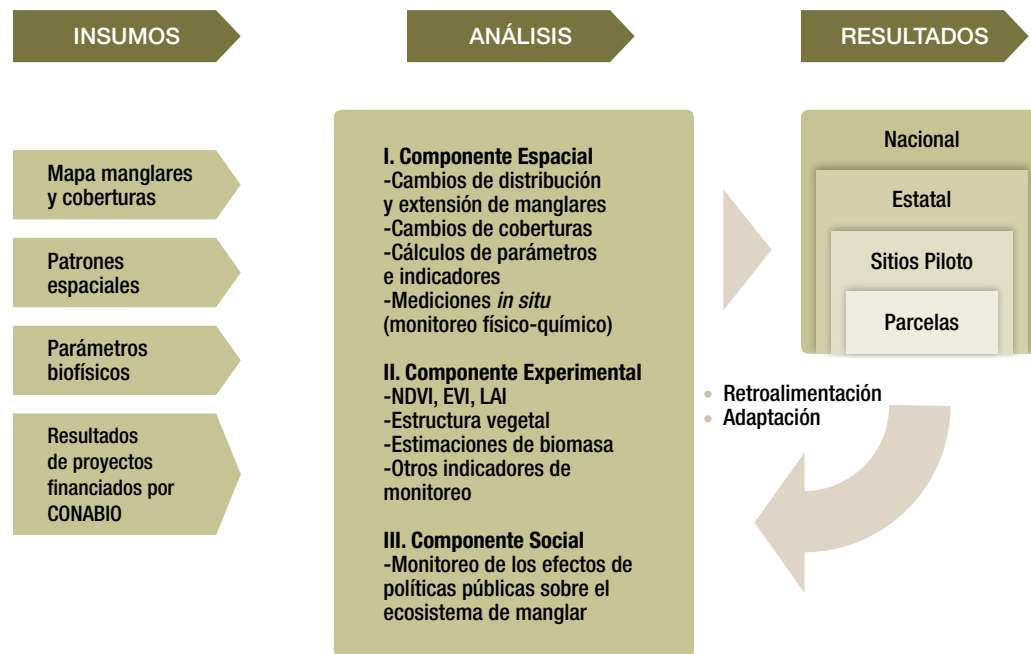 INSUMOS
ANÁLISIS
RESULTADOS
Mapa manglares
y coberturas
Patrones
espaciales
Parámetros
biofísicos
Resultados
de proyectos
financiados por
CONABIO
I. Componente Espacial
-Cambios de distribución
y extensión de manglares
-Cambios de coberturas
-Cálculos de parámetros
e indicadores
-Mediciones in situ
(monitoreo físico-químico)
II. Componente Experimental
-NDVI, EVI, LAI
-Estructura vegetal
-Estimaciones de biomasa
-Otros indicadores de
monitoreo
III. Componente Social
-Monitoreo de los efectos de
políticas públicas sobre el
ecosistema de manglar
Nacional
Estatal
Sitios Piloto
Parcelas
• Retroalimentación
• Adaptación